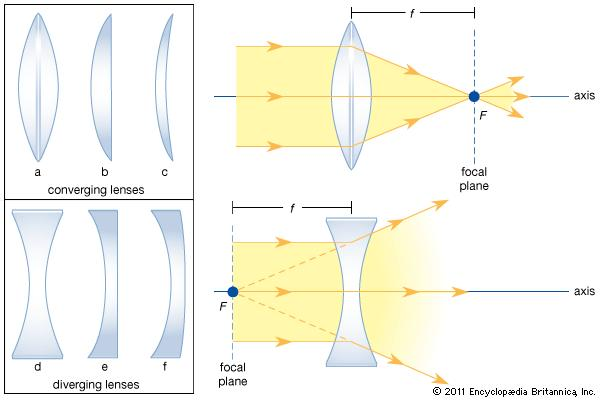 a b c
converging lenses
d e f
diverging lenses
f
F
axis
focal
plane
f
F
axis
focal
plane
© 2011 Encyclopædia Britannica, Inc.